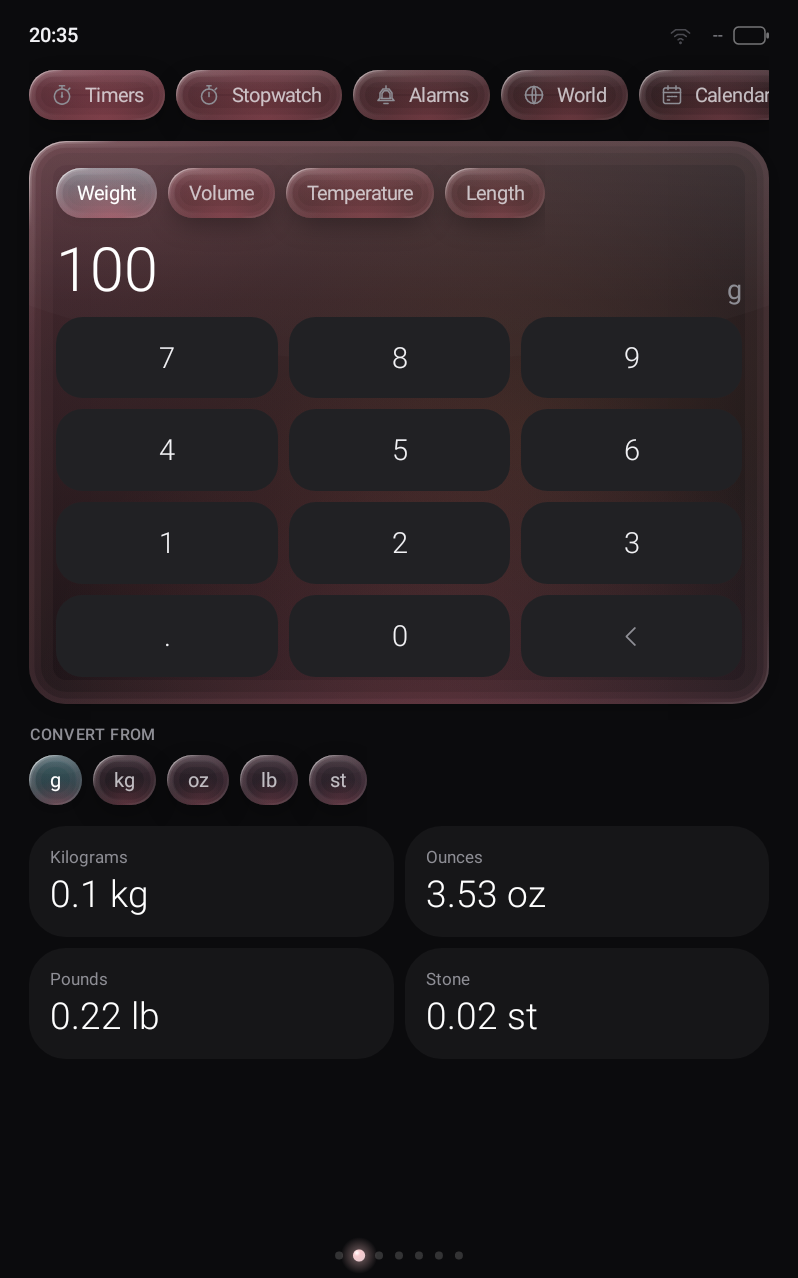 20:35 --
Timers Stopwatch Alarms World Calendar
Weight Volume Temperature Length
100 g
7 8 9
4 5 6
1 2 3
. 0 <
CONVERT FROM
g kg oz lb st
Kilograms Ounces
0.1 kg 3.53 oz
Pounds Stone
0.22 lb 0.02 st